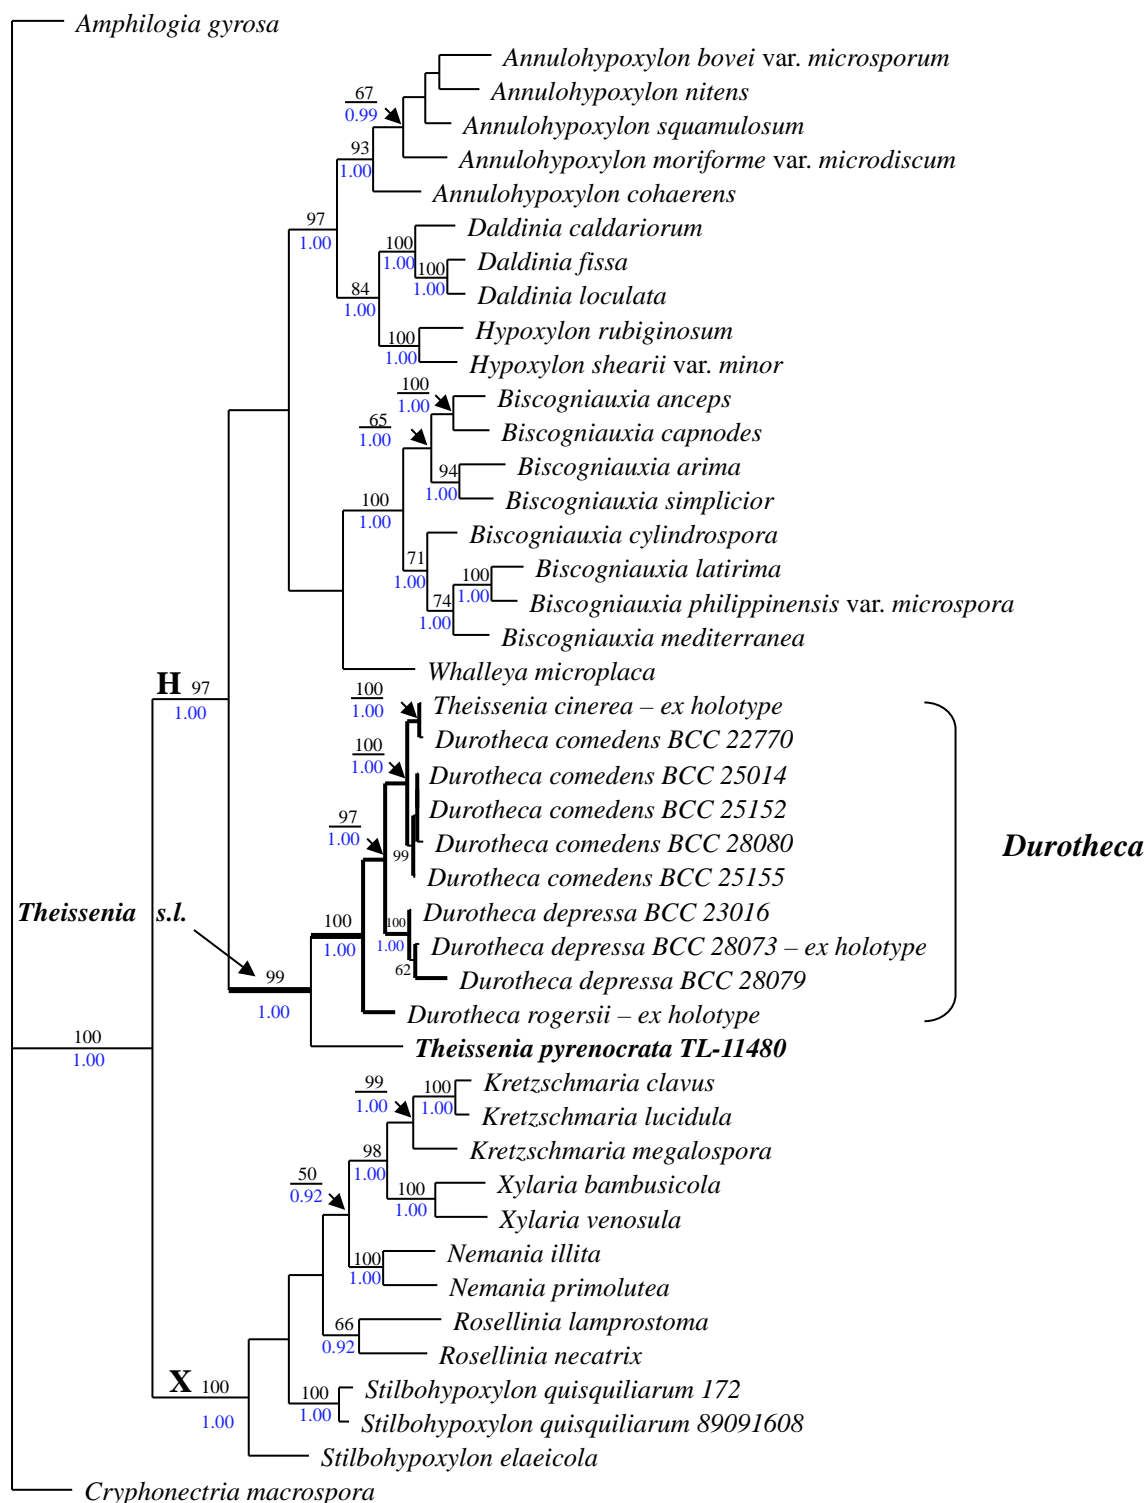 Amphilogia gyrosa
Annulohypoxylon bovei var. microsporum
Annulohypoxylon nitens
67
0.99
Annulohypoxylon squamulosum
93
1.00
Annulohypoxylon moriforme var. microdiscum
Annulohypoxylon cohaerens
97
1.00
Daldinia caldariorum
100
1.00
Daldinia fissa
100
1.00
Daldinia loculata
84
1.00
Hypoxylon rubiginosum
100
1.00
Hypoxylon shearii var. minor
100
1.00
Biscogniauxia anceps
65
1.00
Biscogniauxia capnodes
Biscogniauxia arima
94
1.00
Biscogniauxia simplicior
100
1.00
Biscogniauxia cylindrospora
71
1.00
Biscogniauxia latirima
100
1.00
Biscogniauxia philippinensis var. microspora
74
1.00
Biscogniauxia mediterranea
Whalleya microplaca
H 97
1.00
100
1.00
Theissenia cinerea – ex holotype
Durotheca comedens BCC 22770
100
1.00
Durotheca comedens BCC 25014
Durotheca comedens BCC 25152
97
1.00
Durotheca comedens BCC 28080
99
Durotheca
Durotheca comedens BCC 25155
Theissenia s.l.
Durotheca depressa BCC 23016
100
1.00
100
1.00
Durotheca depressa BCC 28073 – ex holotype
62
Durotheca depressa BCC 28079
99
1.00
Durotheca rogersii – ex holotype
100
1.00
Theissenia pyrenocrata TL-11480
Kretzschmaria clavus
99
1.00
100
1.00
Kretzschmaria lucidula
Kretzschmaria megalospora
98
1.00
50
0.92
Xylaria bambusicola
100
1.00
Xylaria venosula
Nemania illita
100
1.00
Nemania primolutea
Rosellinia lamprostoma
66
0.92
Rosellinia necatrix
X 100
1.00
Stilbohypoxylon quisquiliarum 172
100
1.00
Stilbohypoxylon quisquiliarum 89091608
Stilbohypoxylon elaeicola
Cryphonectria macrospora